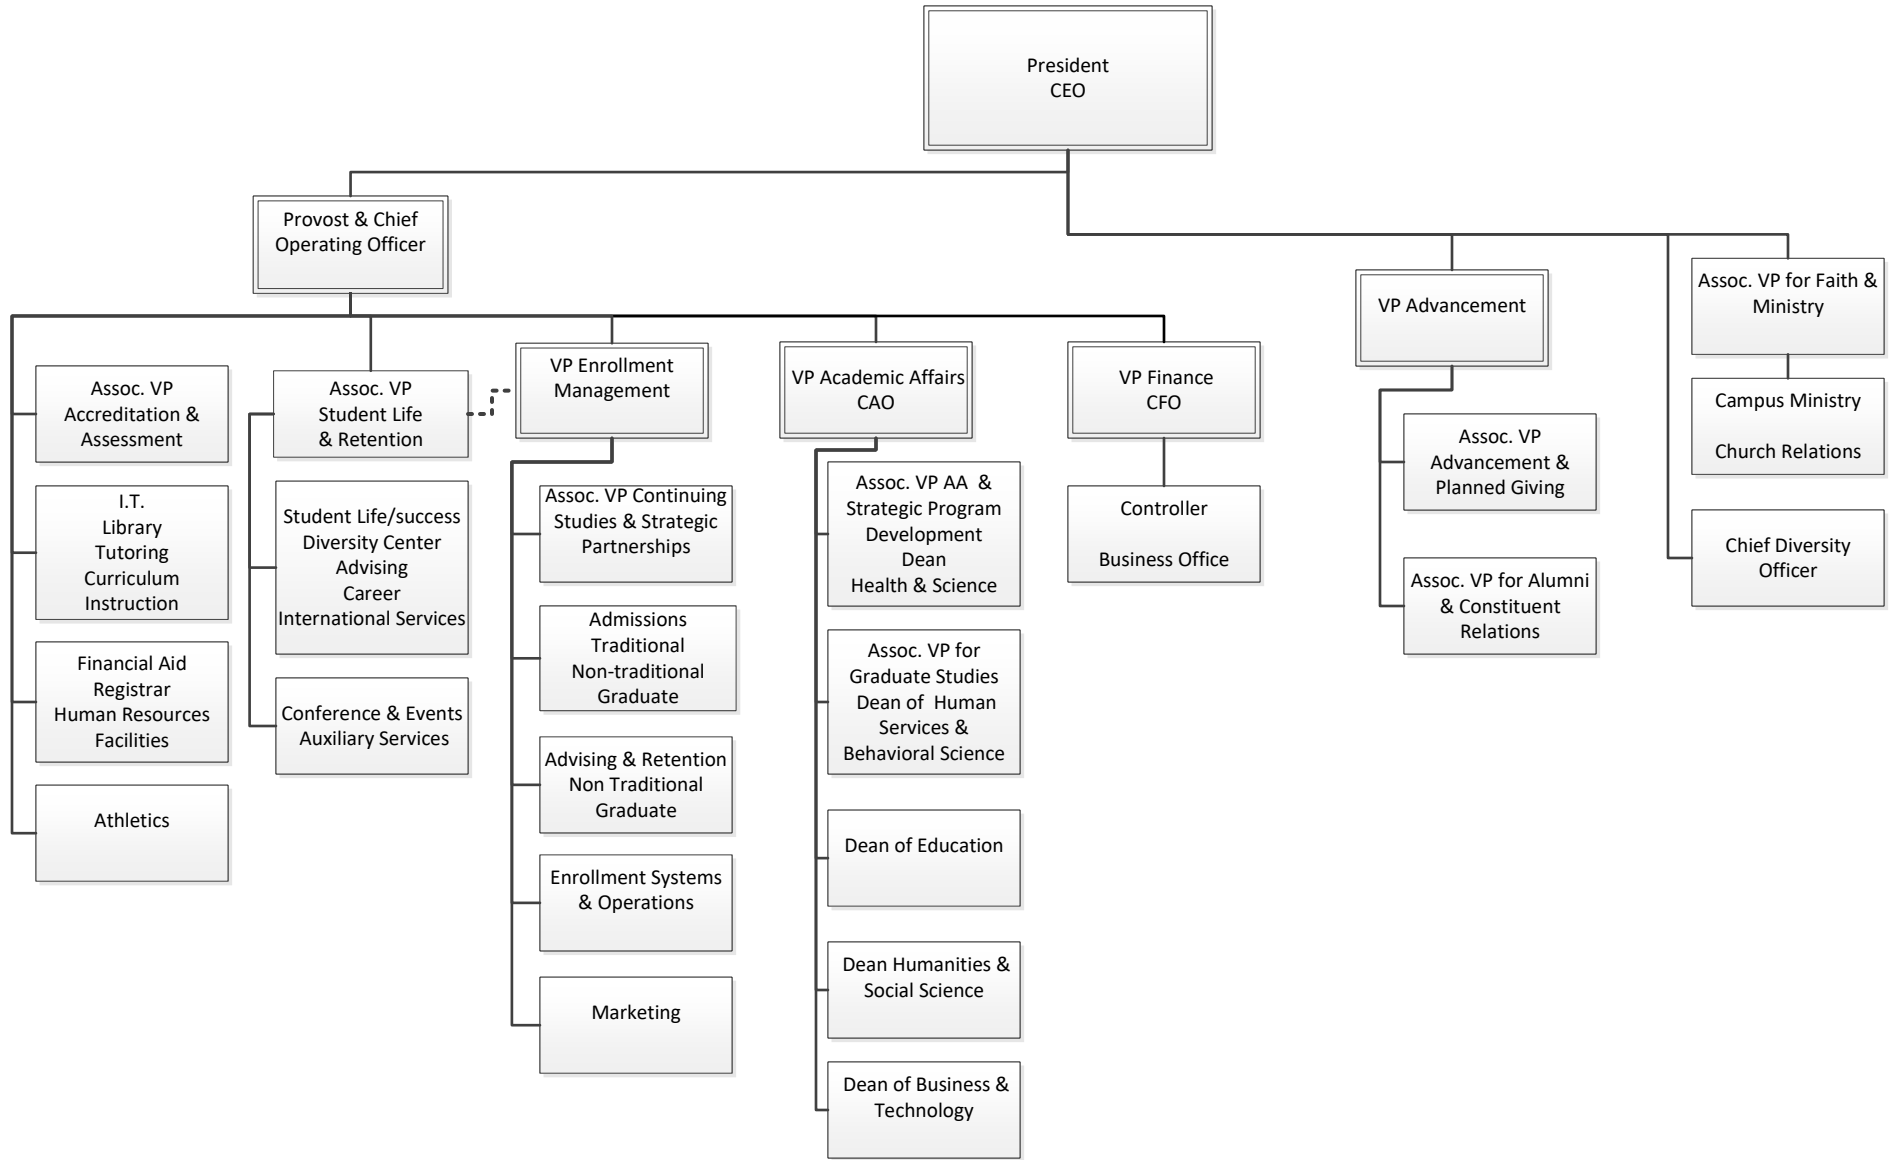 President
CEO
Provost & Chief
Operating Officer
Assoc. VP
Accreditation &
Assessment
I.T.
Library
Tutoring
Curriculum
Instruction
Financial Aid
Registrar
Human Resources
Facilities
Athletics
Assoc. VP
Student Life
& Retention
Student Life/success
Diversity Center
Advising
Career
International Services
Conference & Events
Auxiliary Services
VP Enrollment
Management
Assoc. VP Continuing
Studies & Strategic
Partnerships
Admissions
Traditional
Non-traditional
Graduate
Advising & Retention
Non Traditional
Graduate
Enrollment Systems
& Operations
Marketing
VP Academic Affairs
CAO
Assoc. VP AA &
Strategic Program
Development
Dean
Health & Science
Assoc. VP for
Graduate Studies
Dean of Human
Services &
Behavioral Science
Dean of Education
Dean Humanities &
Social Science
Dean of Business &
Technology
VP Finance
CFO
Controller
Business Office
VP Advancement
Assoc. VP
Advancement &
Planned Giving
Assoc. VP for Alumni
& Constituent
Relations
Assoc. VP for Faith &
Ministry
Campus Ministry
Church Relations
Chief Diversity
Officer